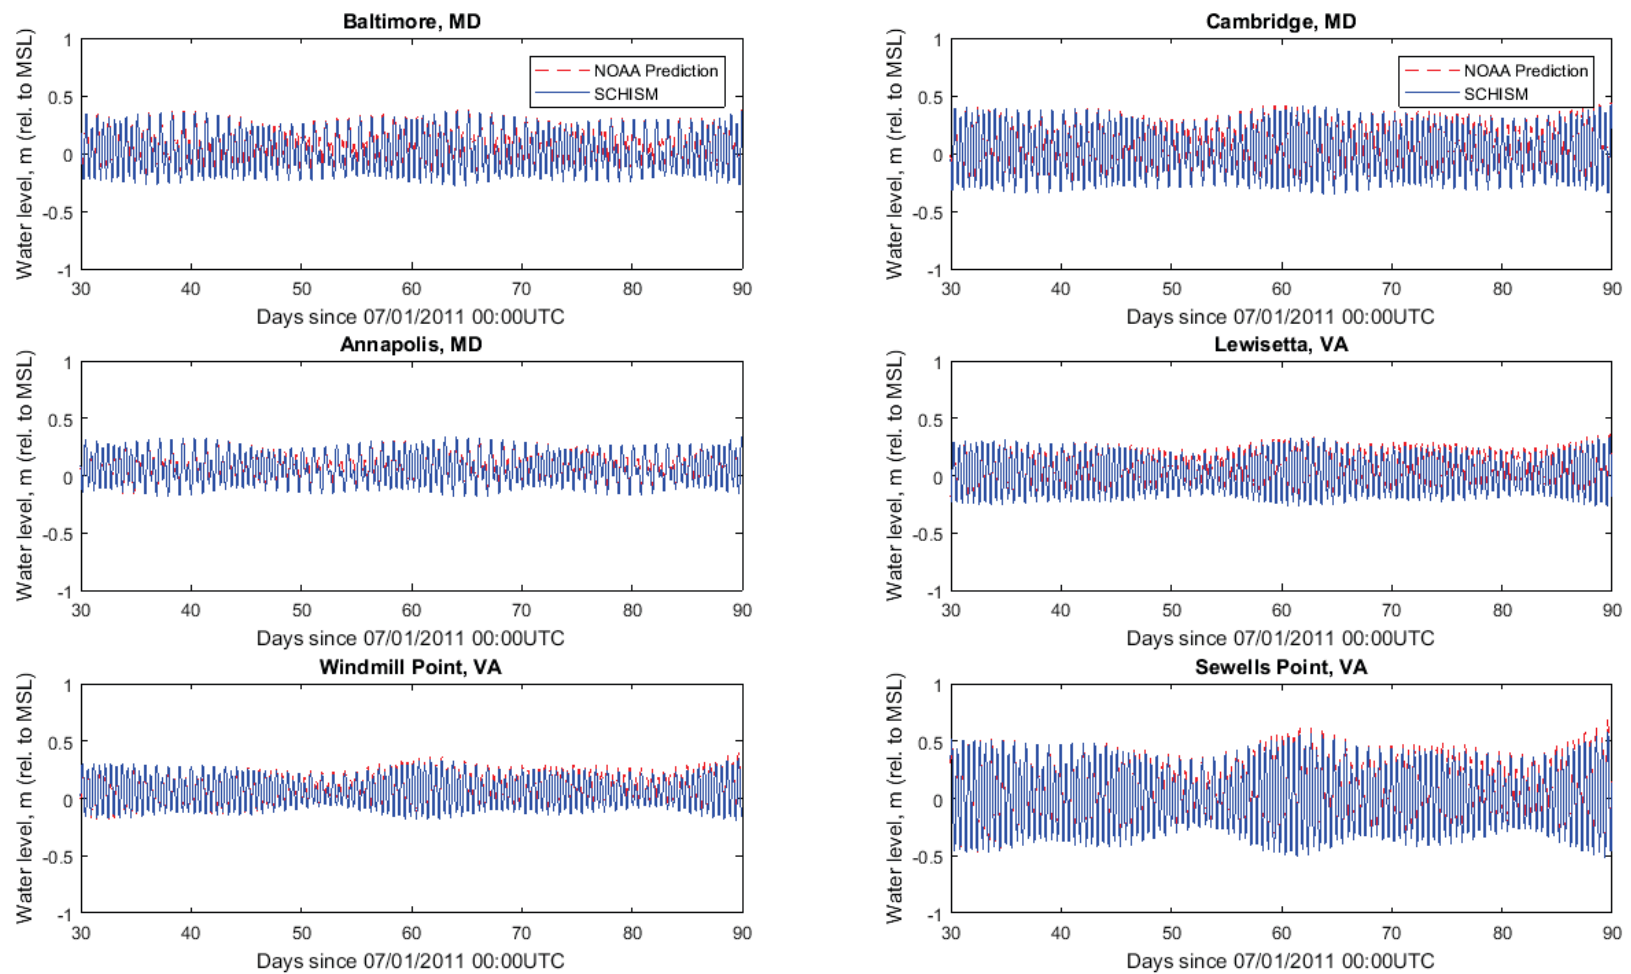 Baltimore, MD
Water level, m (rel. to MSL)
1
0.5
0
-0.5
-1
NOAA Prediction
SCHISM
30 40 50 60 70 80 90
Days since 07/01/2011 00:00UTC
Cambridge, MD
Water level, m (rel. to MSL)
1
0.5
0
-0.5
-1
NOAA Prediction
SCHISM
30 40 50 60 70 80 90
Days since 07/01/2011 00:00UTC
Annapolis, MD
Water level, m (rel. to MSL)
1
0.5
0
-0.5
-1
30 40 50 60 70 80 90
Days since 07/01/2011 00:00UTC
Lewisetta, VA
Water level, m (rel. to MSL)
1
0.5
0
-0.5
-1
30 40 50 60 70 80 90
Days since 07/01/2011 00:00UTC
Windmill Point, VA
Water level, m (rel. to MSL)
1
0.5
0
-0.5
-1
30 40 50 60 70 80 90
Days since 07/01/2011 00:00UTC
Sewells Point, VA
Water level, m (rel. to MSL)
1
0.5
0
-0.5
-1
30 40 50 60 70 80 90
Days since 07/01/2011 00:00UTC